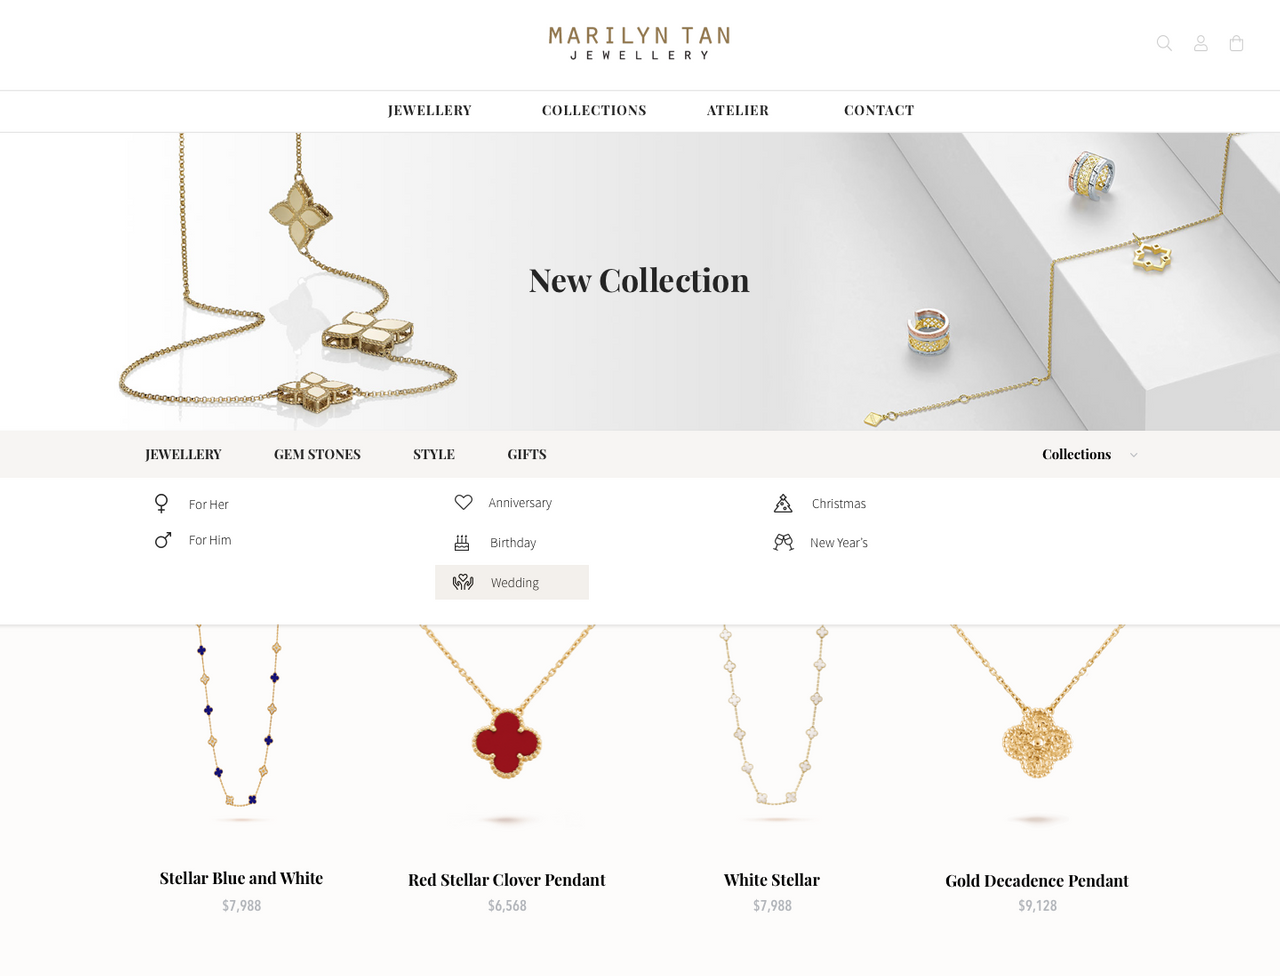 MARILYN TAN
JEWELLERY
JEWELLERY COLLECTIONS ATELIER CONTACT
New Collection
JEWELLERY GEM STONES STYLE GIFTS Collections
For Her
For Him
Anniversary
Birthday
Wedding
Christmas
New Year's
Stellar Blue and White
$7,988
Red Stellar Clover Pendant
$6,568
White Stellar
$7,988
Gold Decadence Pendant
$9,128